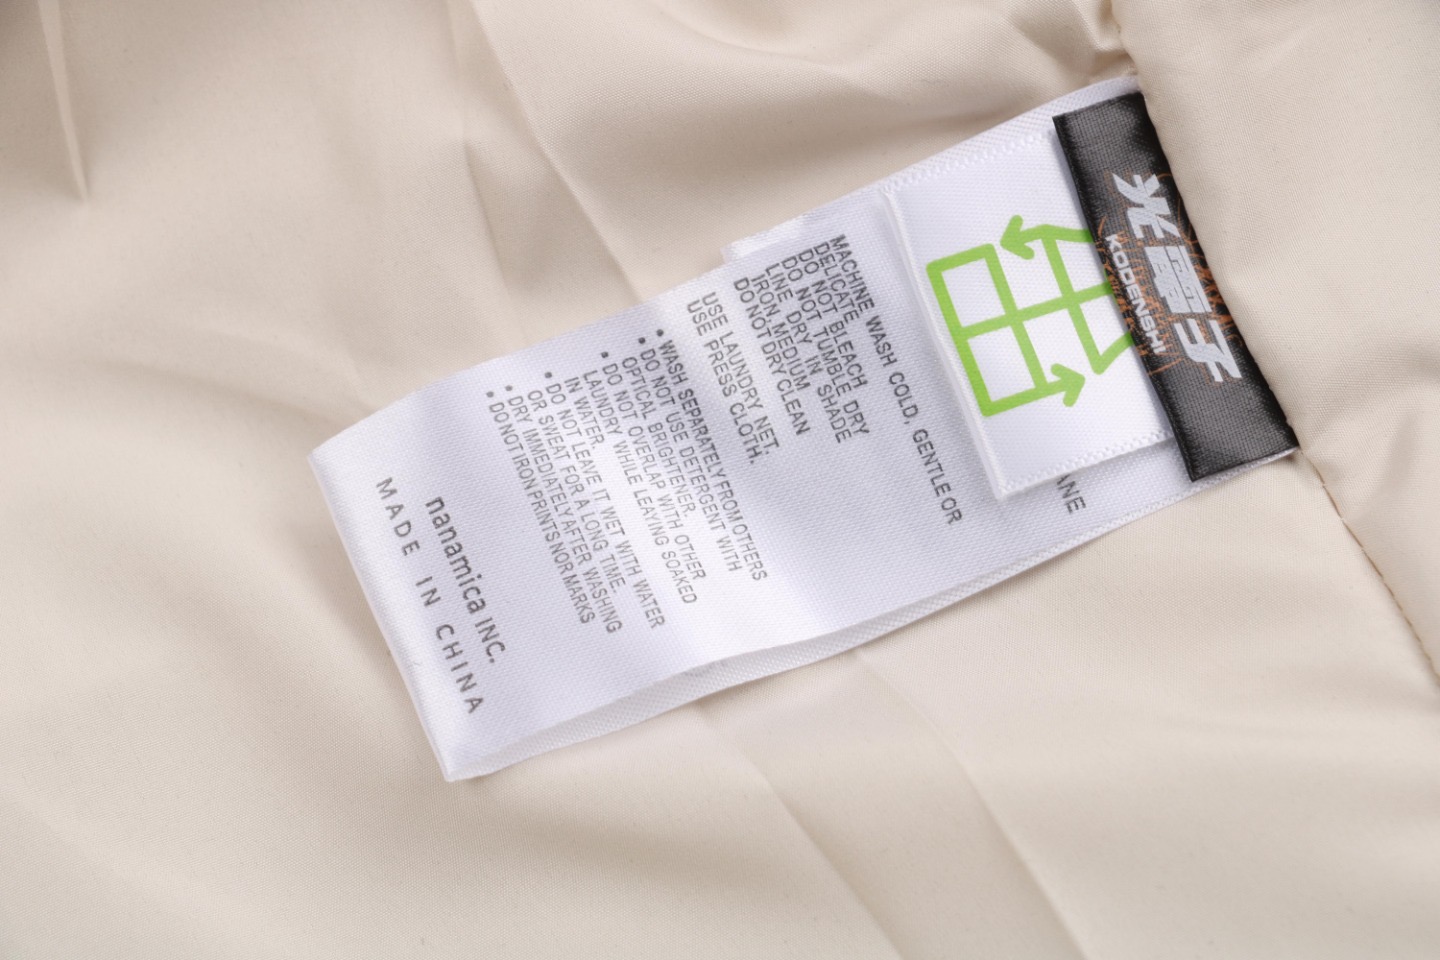 光電子
KODENSHI
ANE
MACHINE WASH COLD, GENTLE OR
DELICATE
DO NOT BLEACH
DO NOT TUMBLE DRY
LINE DRY IN SHADE
IRON, MEDIUM
DO NOT DRY CLEAN
USE LAUNDRY NET.
USE PRESS CLOTH.
• WASH SEPARATELY FROM OTHERS
• DO NOT USE DETERGENT WITH
OPTICAL BRIGHTENER.
• DO NOT OVERLAP WITH OTHER
LAUNDRY WHILE LEAVING SOAKED
IN WATER.
• DO NOT LEAVE IT WET WITH WATER
OR SWEAT FOR A LONG TIME.
• DRY IMMEDIATELY AFTER WASHING
• DO NOT IRON PRINTS NOR MARKS
nanamica INC.
MADE IN CHINA